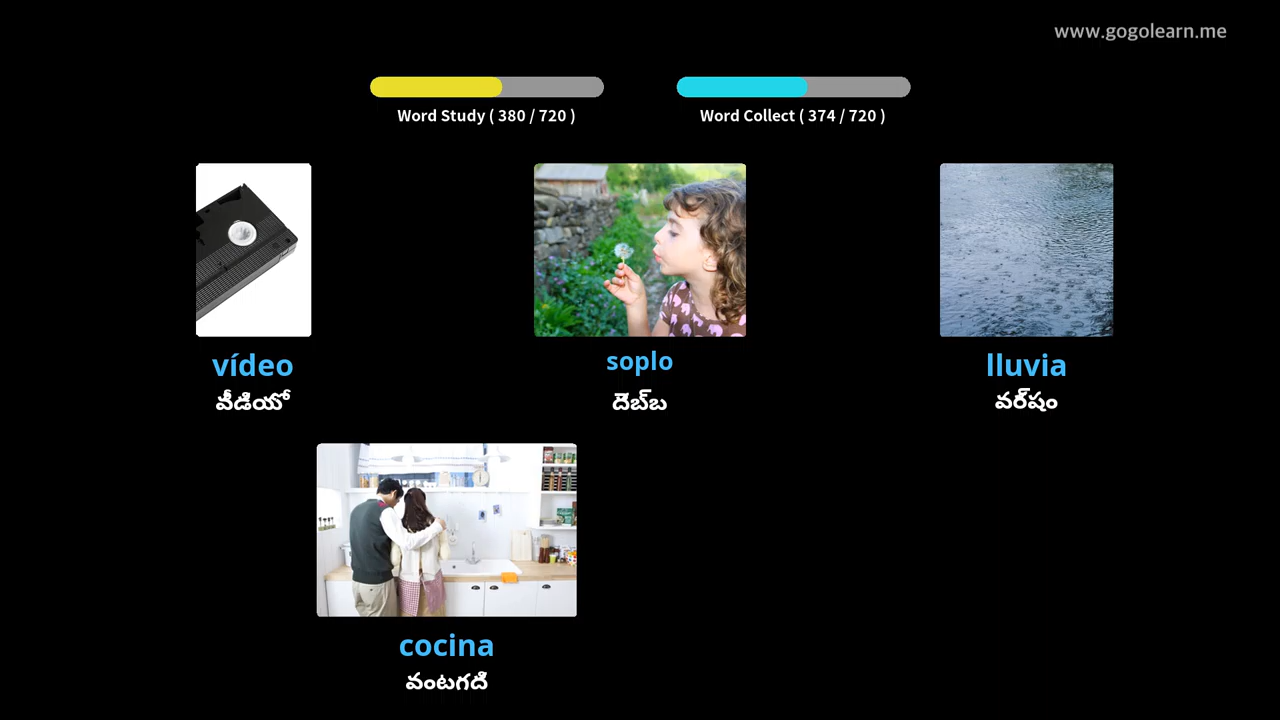 www.gogolearn.me
Word Study ( 380 / 720 )
Word Collect ( 374 / 720 )
vídeo
వీడియో
soplo
దెబ్బ
lluvia
వర్షం
cocina
వంటగది